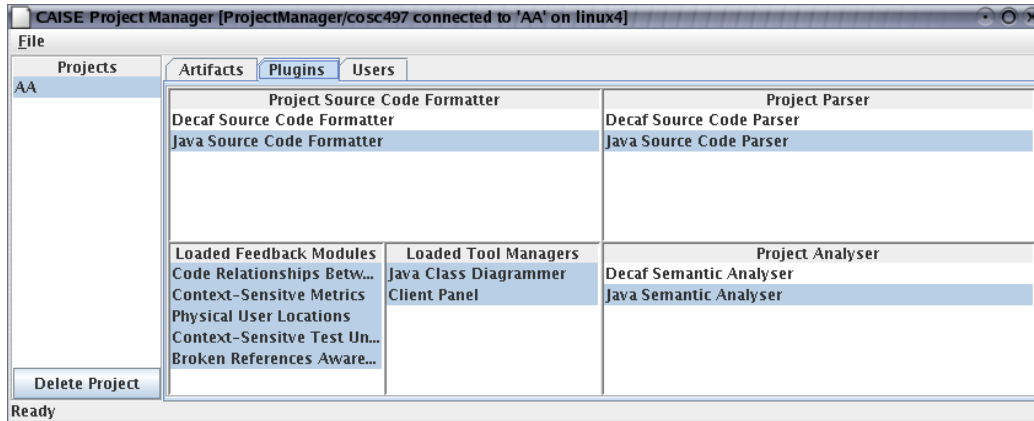 CAISE Project Manager [ProjectManager/cosc497 connected to 'AA' on linux4]
File
Projects
AA
Delete Project
Artifacts Plugins Users
Project Source Code Formatter
Decaf Source Code Formatter
Java Source Code Formatter
Project Parser
Decaf Source Code Parser
Java Source Code Parser
Loaded Feedback Modules
Code Relationships Betw...
Context-Sensitve Metrics
Physical User Locations
Context-Sensitve Test Un...
Broken References Aware...
Loaded Tool Managers
Java Class Diagrammer
Client Panel
Project Analyser
Decaf Semantic Analyser
Java Semantic Analyser
Ready